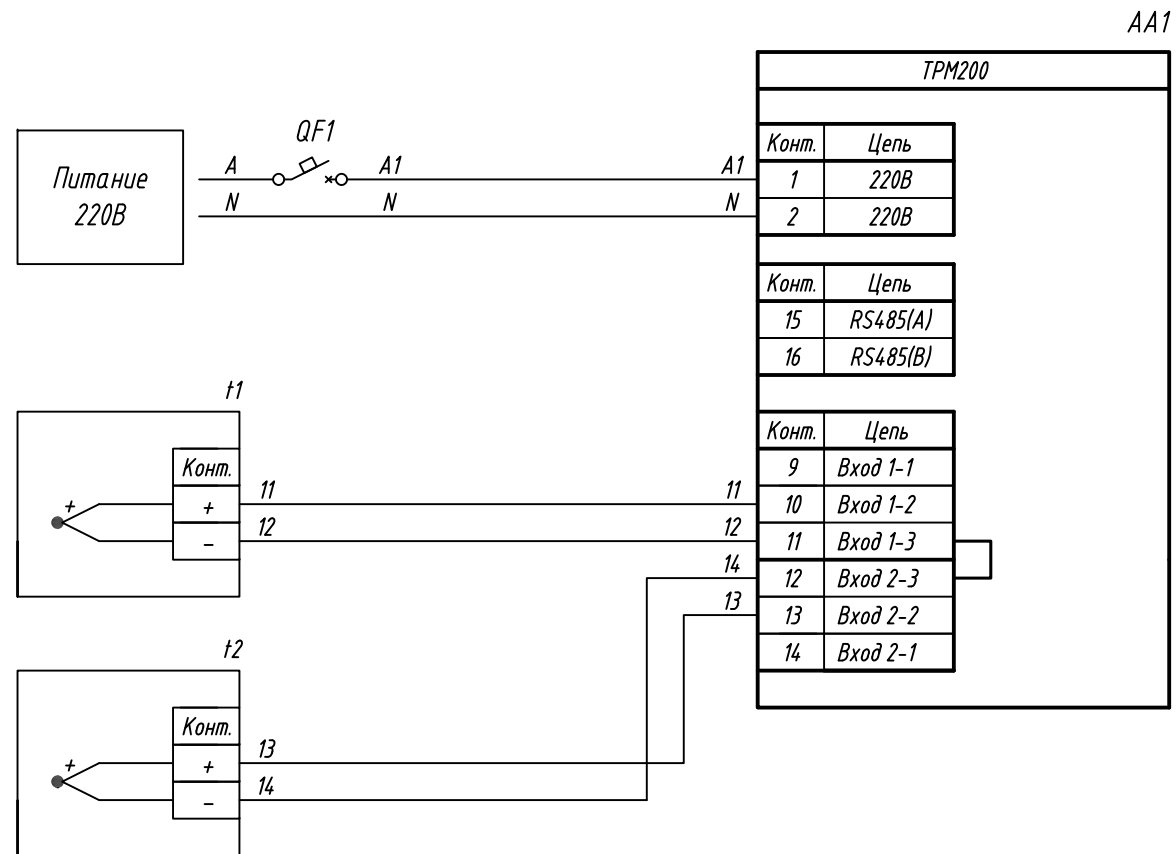 AA1
ТРМ200
Питание
220В
A
QF1
A1
A1
N
N
N
Конт.
Цепь
1
220В
2
220В
Конт.
Цепь
15
RS485(A)
16
RS485(B)
t1
Конт.
+
+
-
11
12
11
12
14
13
Конт.
Цепь
9
Вход 1-1
10
Вход 1-2
11
Вход 1-3
12
Вход 2-3
13
Вход 2-2
14
Вход 2-1
t2
Конт.
+
+
-
13
14